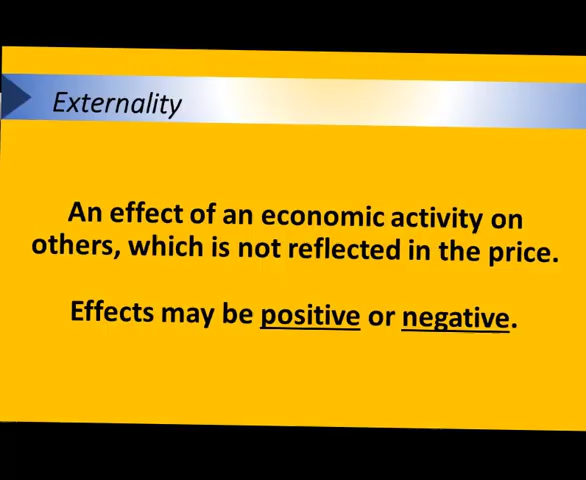 Externality
An effect of an economic activity on
others, which is not reflected in the price.
Effects may be positive or negative.